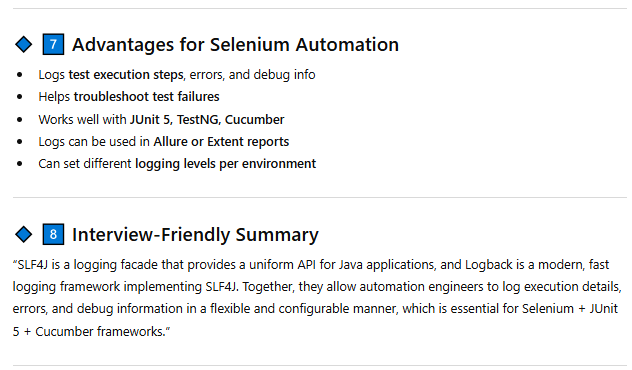 7 Advantages for Selenium Automation
• Logs test execution steps, errors, and debug info
• Helps troubleshoot test failures
• Works well with JUnit 5, TestNG, Cucumber
• Logs can be used in Allure or Extent reports
• Can set different logging levels per environment
8 Interview-Friendly Summary
“SLF4J is a logging facade that provides a uniform API for Java applications, and Logback is a modern, fast
logging framework implementing SLF4J. Together, they allow automation engineers to log execution details,
errors, and debug information in a flexible and configurable manner, which is essential for Selenium + JUnit
5 + Cucumber frameworks.”